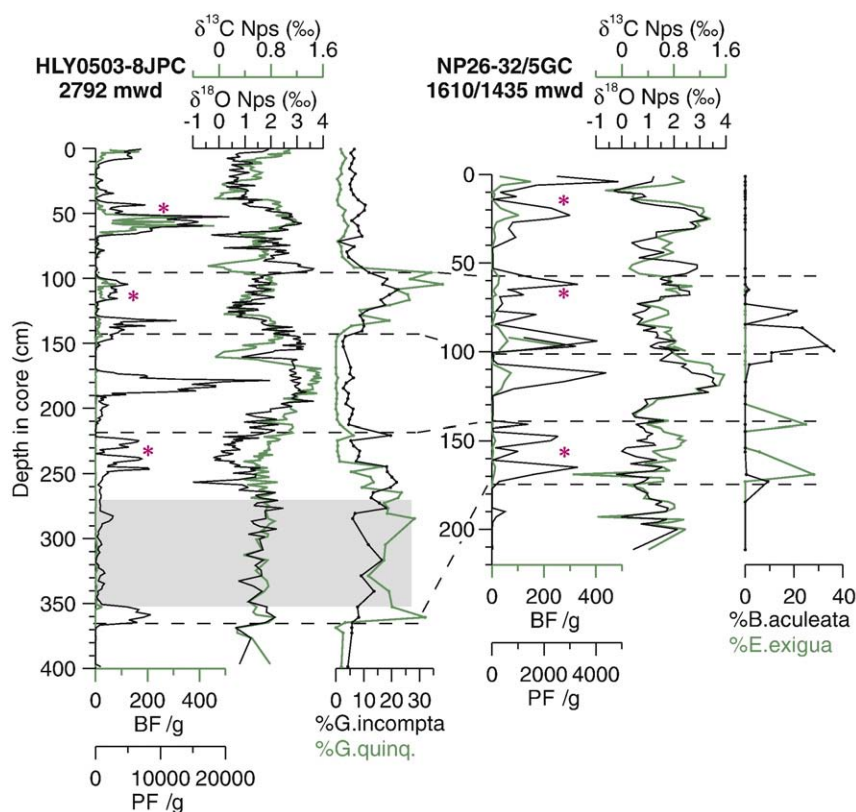 δ13C Nps (‰)
0 0.8 1.6
HLY0503-8JPC
2792 mwd
δ18O Nps (‰)
-1 0 1 2 3 4
δ13C Nps (‰)
0 0.8 1.6
NP26-32/5GC
1610/1435 mwd
δ18O Nps (‰)
-1 0 1 2 3 4
Depth in core (cm)
0
50
100
150
200
250
300
350
400
*
*
*
0 200 400
BF /g
0 10000 20000
PF /g
0 10 20 30
%G.incompta
%G.quinq.
0
50
100
150
200
*
*
*
0 200 400
BF /g
0 2000 4000
PF /g
0 20 40
%B.aculeata
%E.exigua